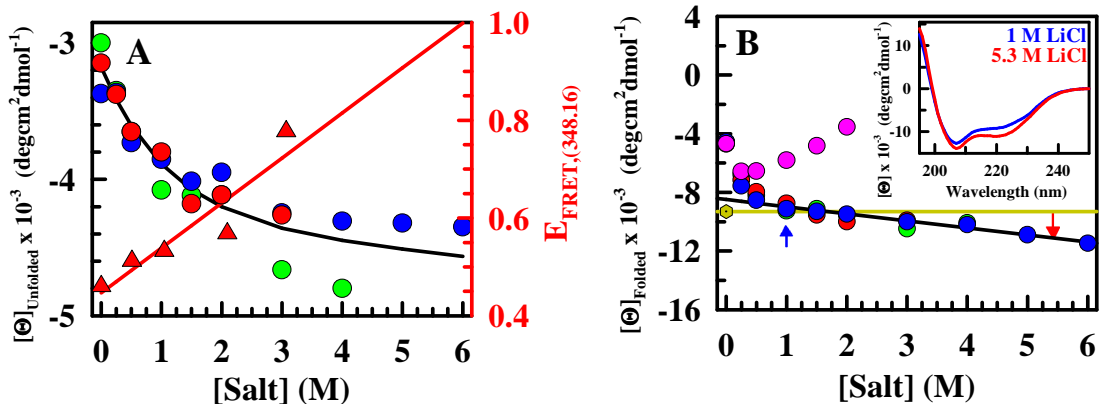 A
-3
-4
-5
[Θ]Unfolded x 10⁻³ (degcm²dmol⁻¹)
0 1 2 3 4 5 6
[Salt] (M)
1.0
0.8
0.6
0.4
E_FRET,(348.16)
B
4
0
-4
-8
-12
-16
[Θ]Folded x 10⁻³ (degcm²dmol⁻¹)
0 1 2 3 4 5 6
[Salt] (M)
1 M LiCl
5.3 M LiCl
10
0
-10
[Θ] x 10⁻³ (degcm²dmol⁻¹)
200 220 240
Wavelength (nm)